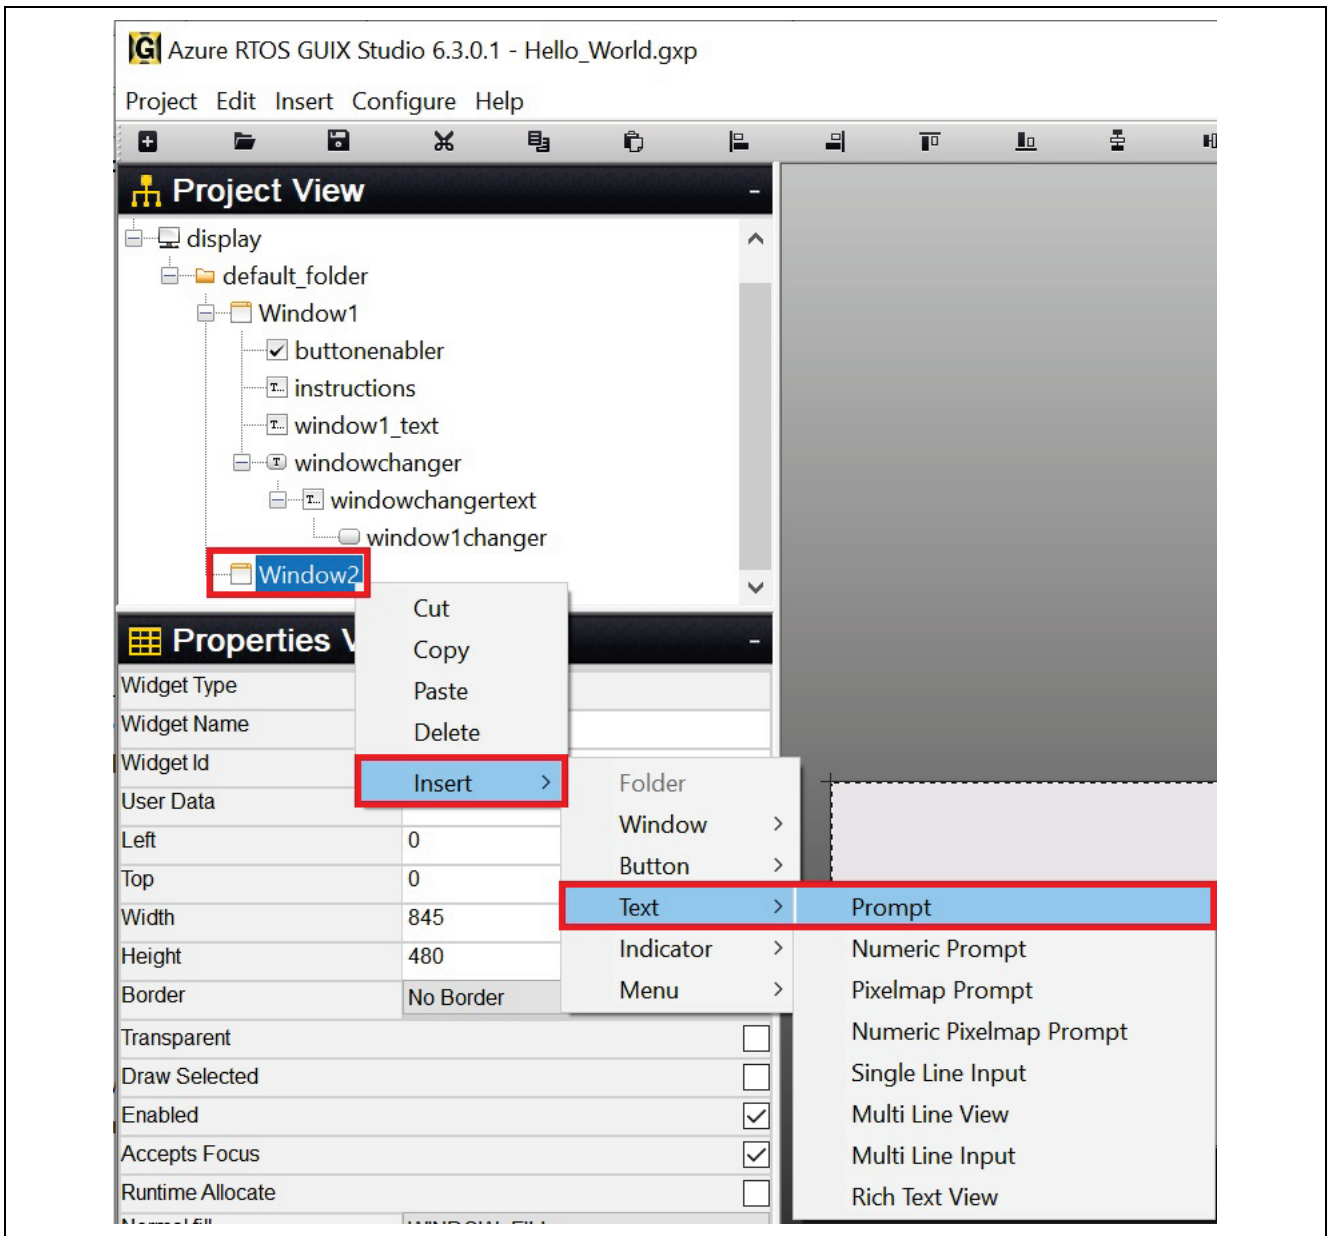 Azure RTOS GUIX Studio 6.3.0.1 - Hello_World.gxp
Project Edit Insert Configure Help
Project View
display
default_folder
Window1
buttonenabler
instructions
window1_text
windowchanger
windowchangertext
window1changer
Window2
Cut
Copy
Paste
Delete
Insert
Folder
Window
Button
Text
Indicator
Menu
Prompt
Numeric Prompt
Pixelmap Prompt
Numeric Pixelmap Prompt
Single Line Input
Multi Line View
Multi Line Input
Rich Text View
Properties
Widget Type
Widget Name
Widget Id
User Data
Left 0
Top 0
Width 845
Height 480
Border No Border
Transparent
Draw Selected
Enabled
Accepts Focus
Runtime Allocate